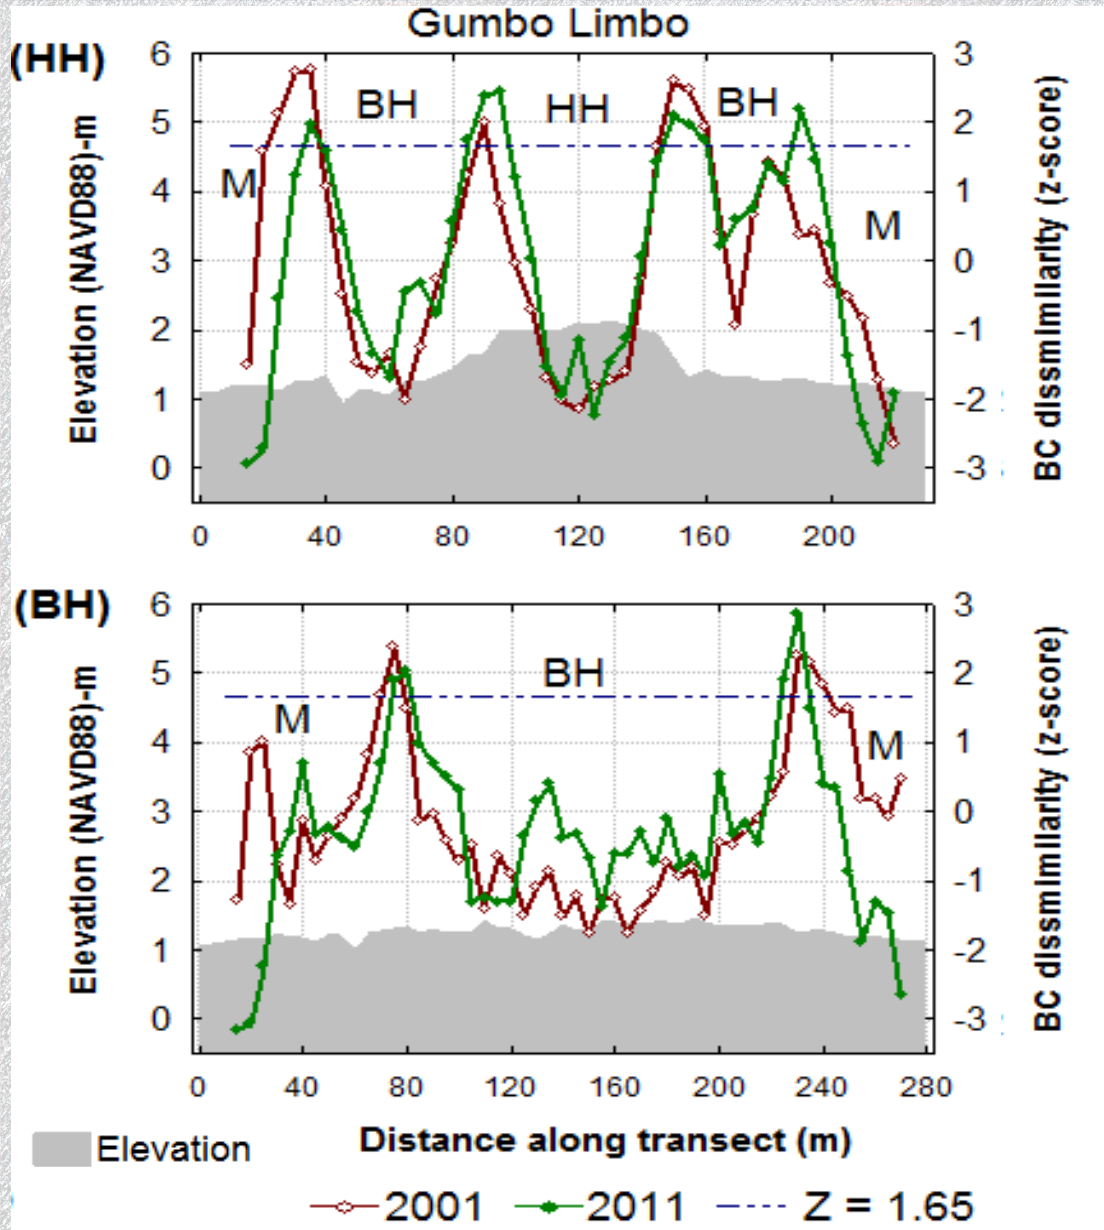 Gumbo Limbo
(HH)
6
5
4
3
2
1
0
Elevation (NAVD88)-m
3
2
1
0
-1
-2
-3
BC dissmimilarity (z-score)
M
BH
HH
BH
M
0 40 80 120 160 200
(BH)
6
5
4
3
2
1
0
Elevation (NAVD88)-m
3
2
1
0
-1
-2
-3
BC dissmimilarity (z-score)
M
BH
M
0 40 80 120 160 200 240 280
Distance along transect (m)
Elevation
2001 2011 Z = 1.65